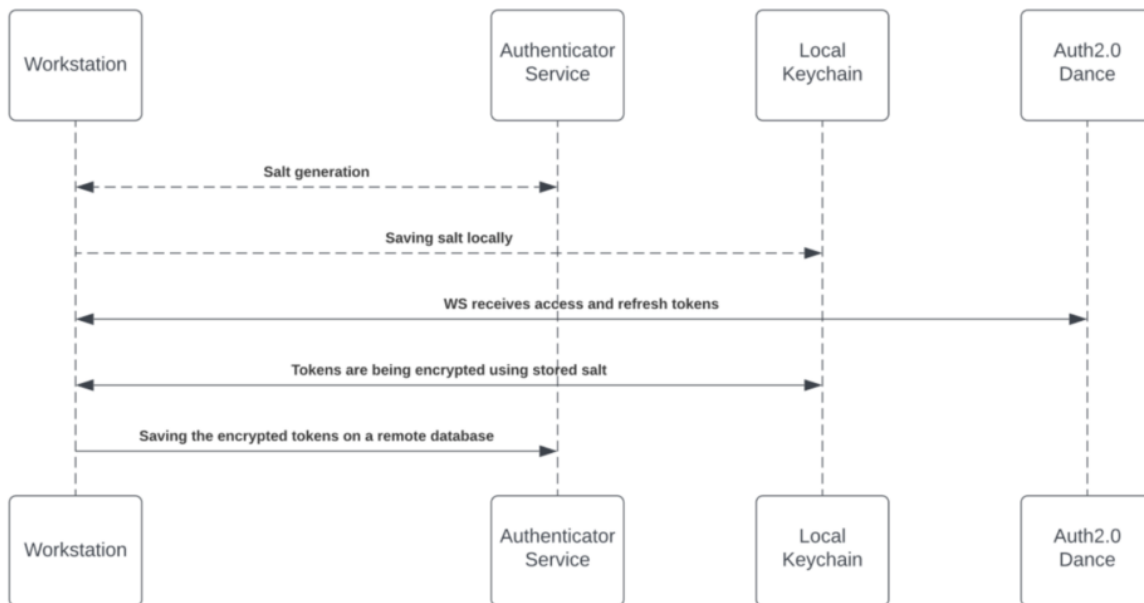 Workstation
Authenticator
Service
Local
Keychain
Auth2.0
Dance
Salt generation
Saving salt locally
WS receives access and refresh tokens
Tokens are being encrypted using stored salt
Saving the encrypted tokens on a remote database
Workstation
Authenticator
Service
Local
Keychain
Auth2.0
Dance